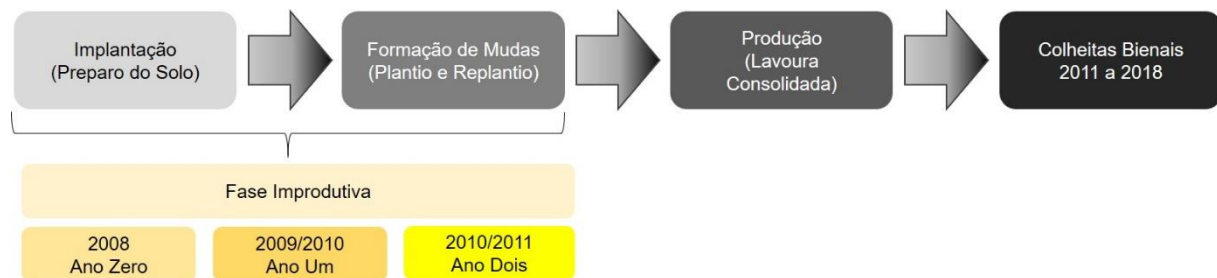 Implantação
(Preparo do Solo)
Formação de Mudas
(Plantio e Replantio)
Produção
(Lavoura
Consolidada)
Colheitas Bienais
2011 a 2018
Fase Improdutiva
2008
Ano Zero
2009/2010
Ano Um
2010/2011
Ano Dois